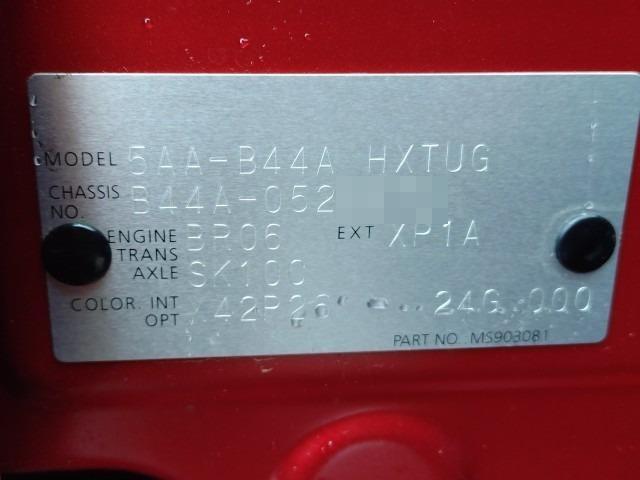 MODEL 5AA-B44A HXTUG
CHASSIS NO. B44A-052
ENGINE BR06 EXT XP1A
TRANS AXLE SK100
COLOR. INT OPT 24G 000
PART NO. MS903081